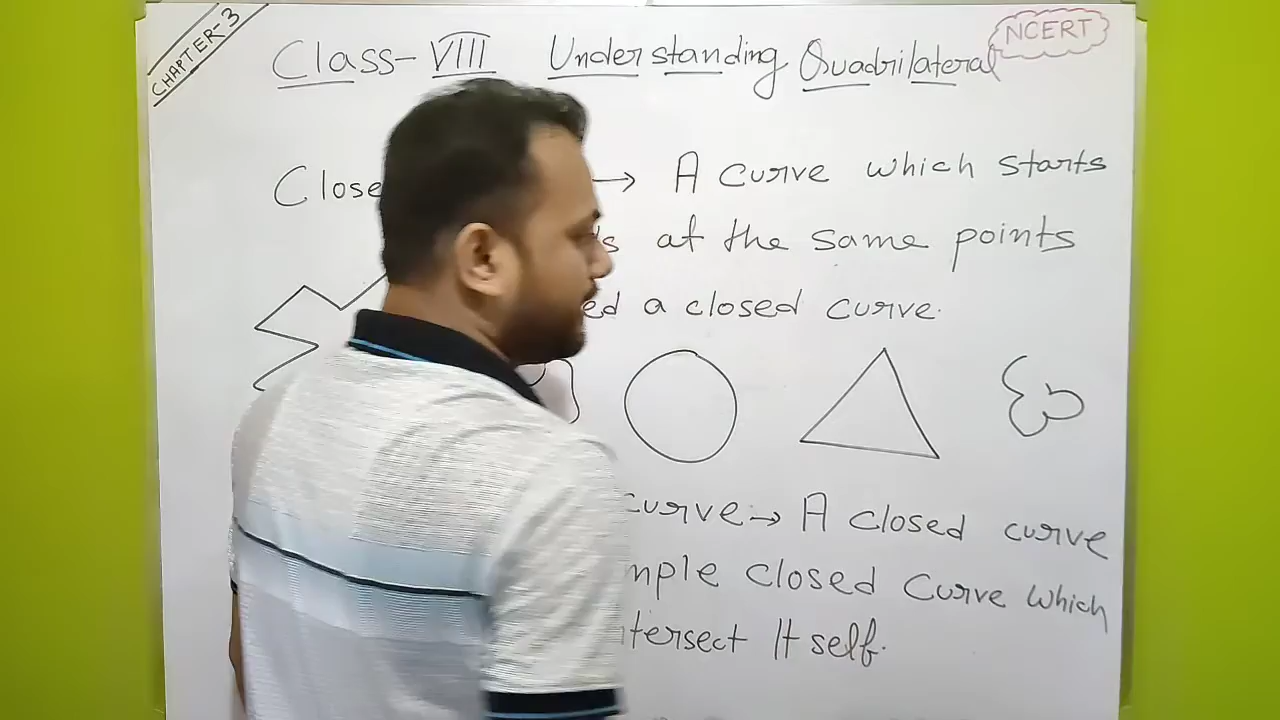 CHAPTER-3
Class-VIII Understanding Quadrilateral
NCERT
Close → A curve which starts
s at the same points
ed a closed curve.
curve→ A closed curve
mple closed curve which
tersect It self.